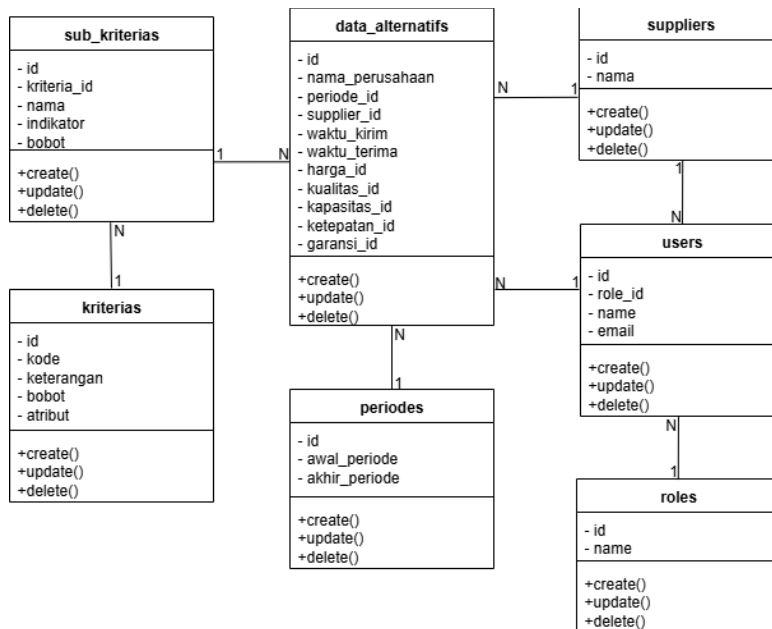 sub_kriterias
- id
- kriteria_id
- nama
- indikator
- bobot
+create()
+update()
+delete()
1
N
N
1
kriterias
- id
- kode
- keterangan
- bobot
- atribut
+create()
+update()
+delete()
data_alternatifs
- id
- nama_perusahaan
- periode_id
- supplier_id
- waktu_kirim
- waktu_terima
- harga_id
- kualitas_id
- kapasitas_id
- ketepatan_id
- garansi_id
+create()
+update()
+delete()
N
1
N
1
N
1
periodes
- id
- awal_periode
- akhir_periode
+create()
+update()
+delete()
suppliers
- id
- nama
+create()
+update()
+delete()
1
N
users
- id
- role_id
- name
- email
+create()
+update()
+delete()
N
1
roles
- id
- name
+create()
+update()
+delete()